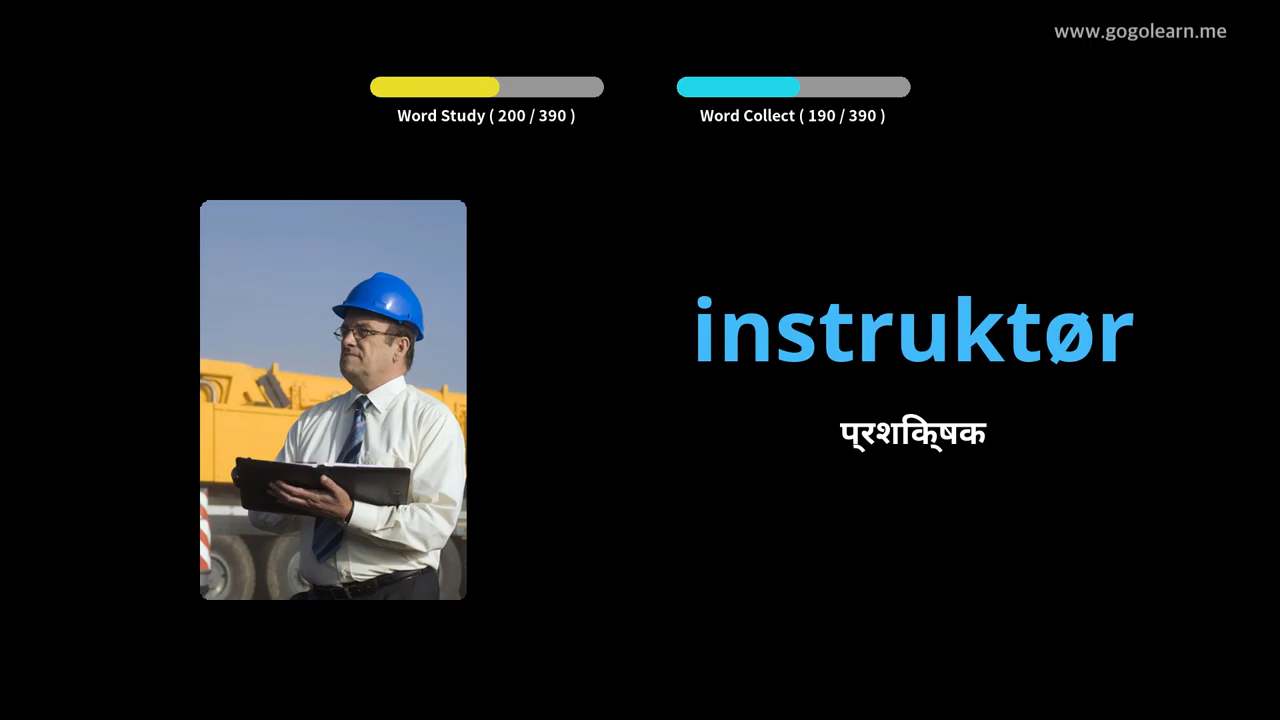 www.gogolearn.me
Word Study ( 200 / 390 )
Word Collect ( 190 / 390 )
instruktør
प्रशिक्षक